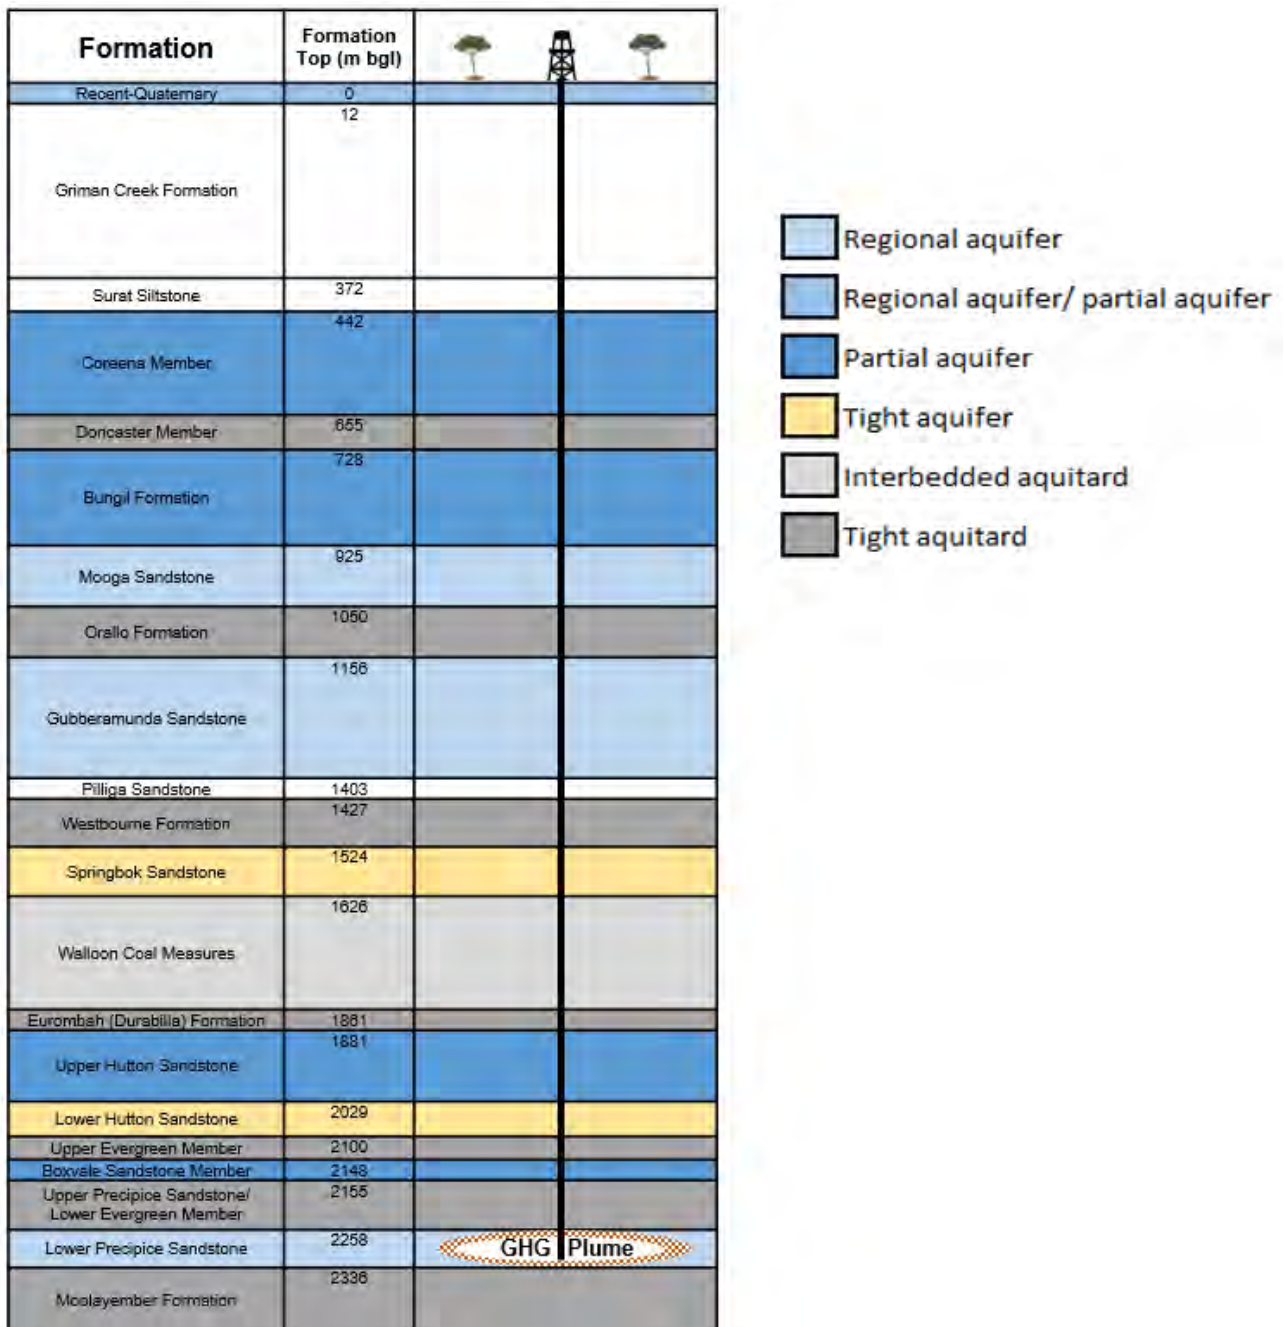 Formation
Formation
Top (m bgl)
Recent-Quaternary 0
Griman Creek Formation 12
Surat Siltstone 372
Coreena Member 442
Doncaster Member 655
Bungil Formation 728
Mooga Sandstone 925
Orallo Formation 1050
Gubberamunda Sandstone 1156
Pilliga Sandstone 1403
Westbourne Formation 1427
Springbok Sandstone 1524
Walloon Coal Measures 1626
Eurombah (Durabilla) Formation 1861
Upper Hutton Sandstone 1881
Lower Hutton Sandstone 2029
Upper Evergreen Member 2100
Boxvale Sandstone Member 2148
Upper Precipice Sandstone/ 2155
Lower Evergreen Member
Lower Precipice Sandstone 2258 GHG Plume
Moolayember Formation 2336
Regional aquifer
Regional aquifer/ partial aquifer
Partial aquifer
Tight aquifer
Interbedded aquitard
Tight aquitard